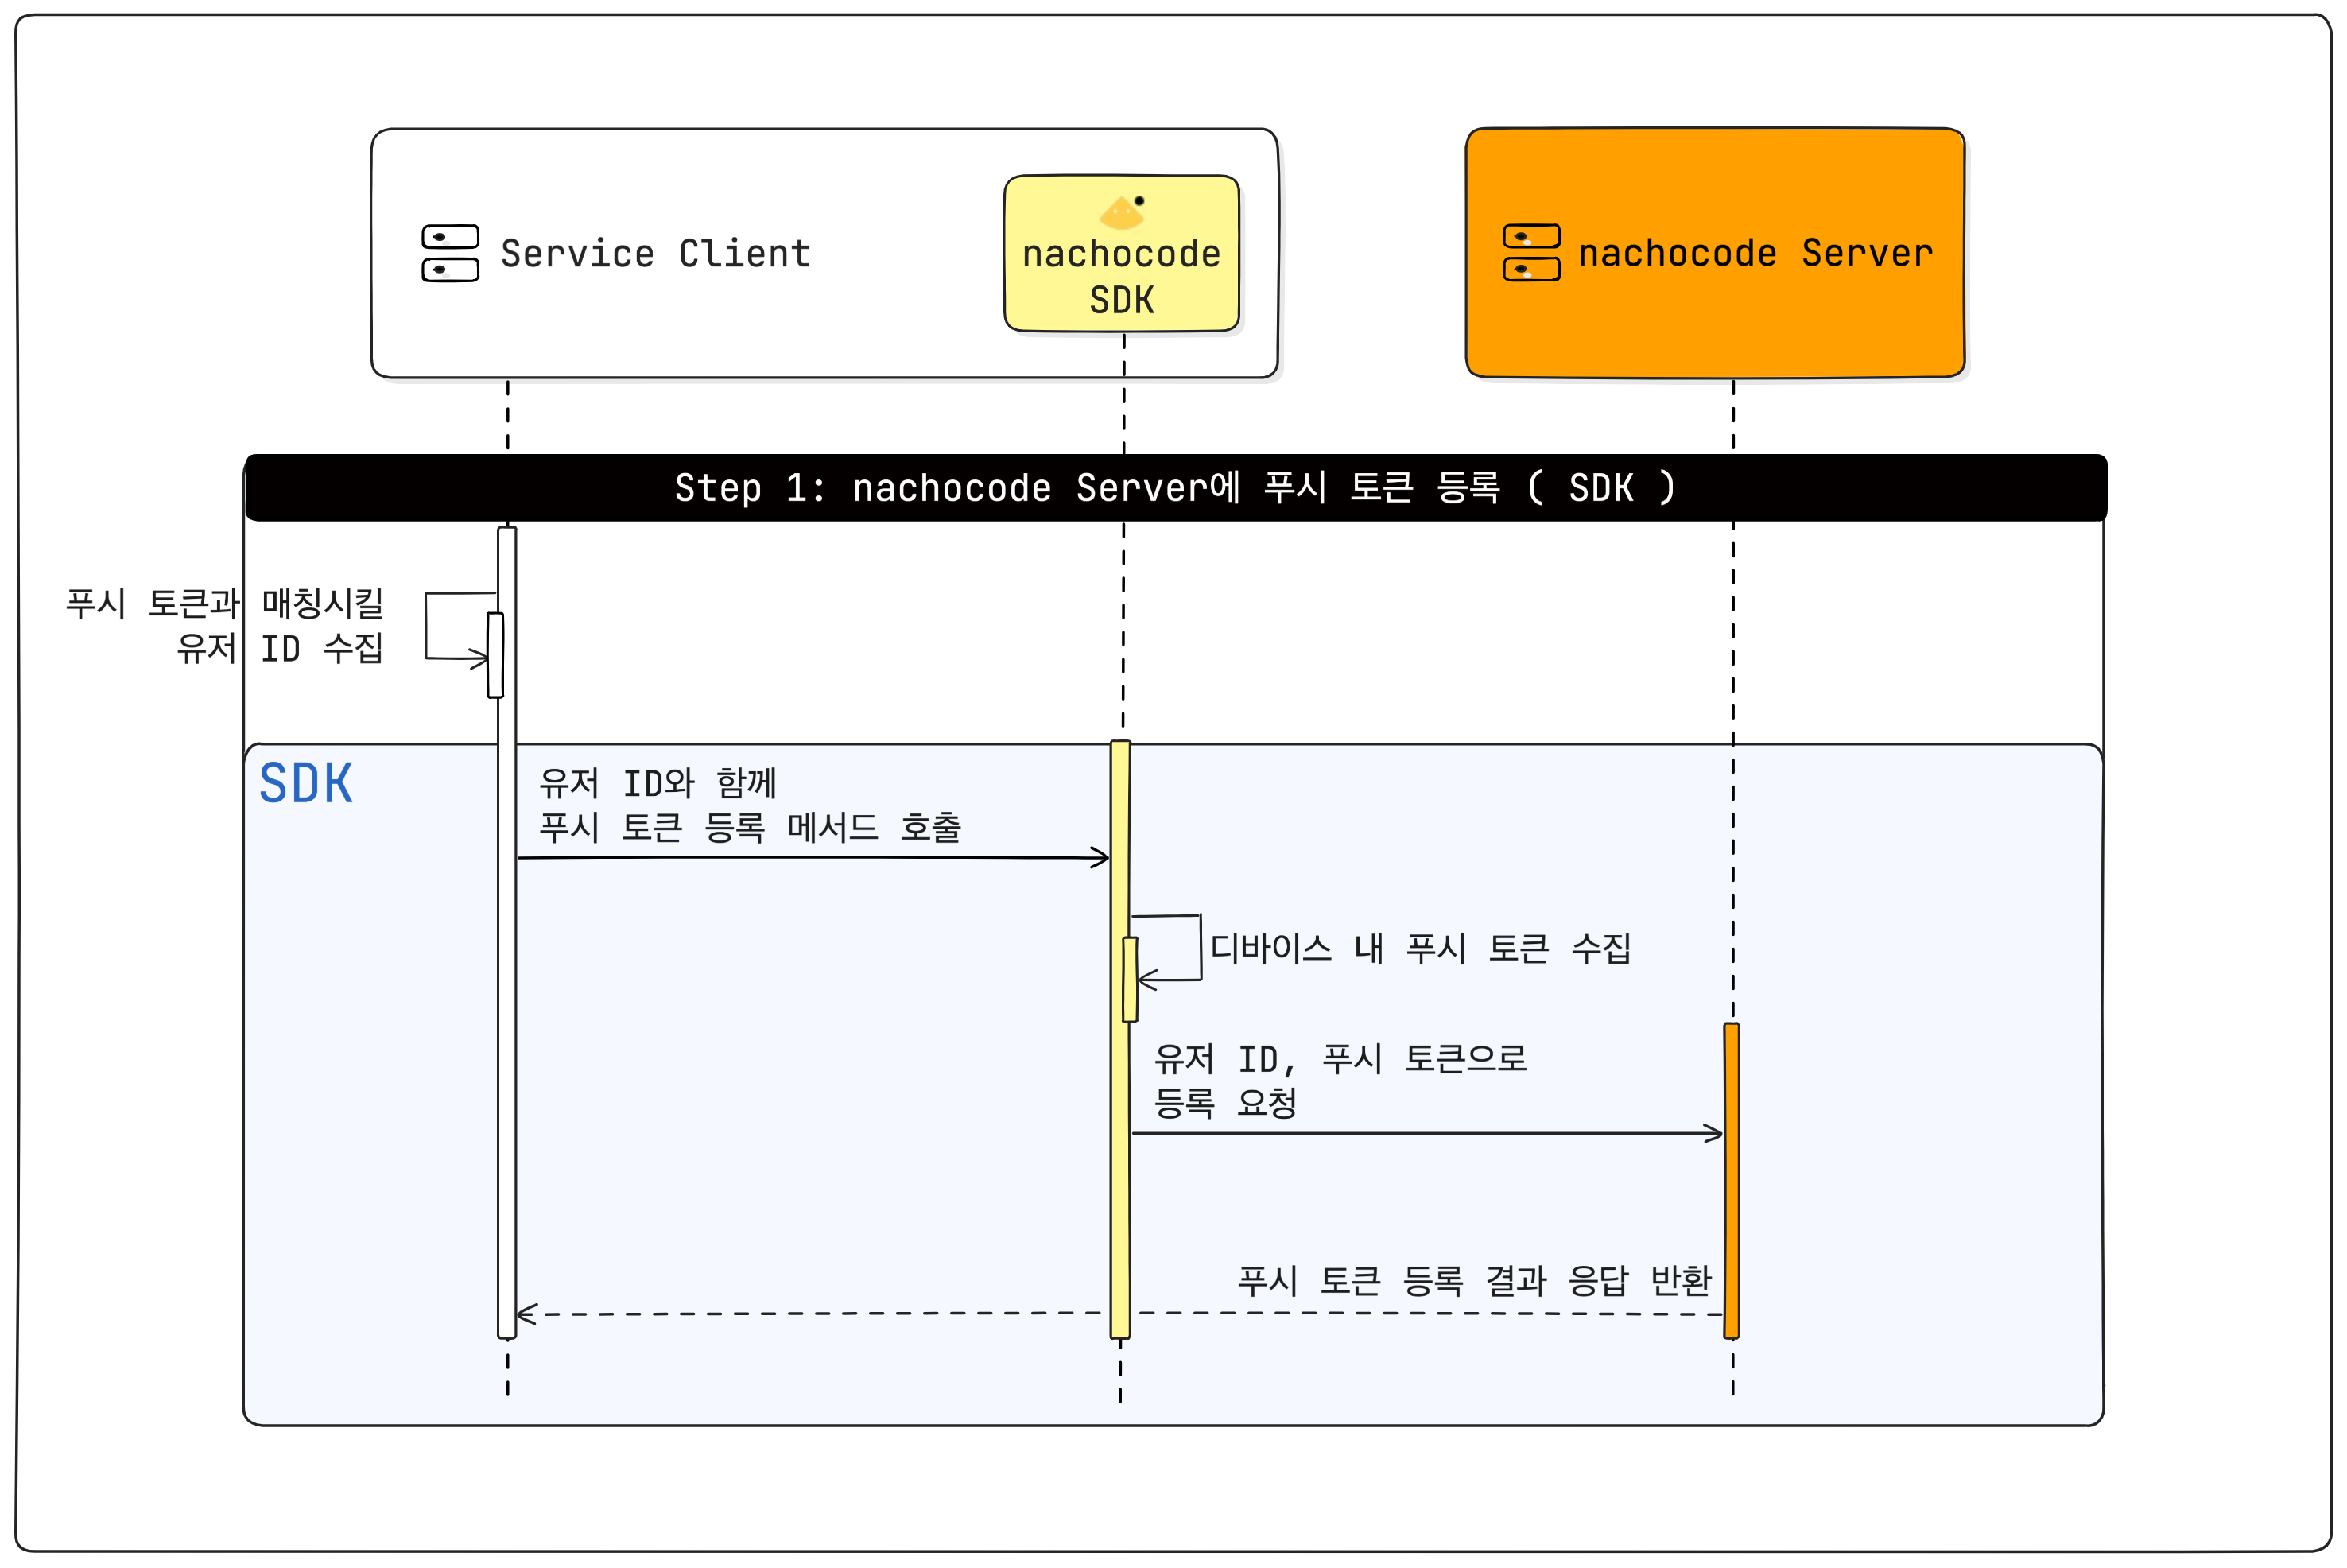 Service Client
nachocode
SDK
nachocode Server
Step 1: nachocode Server에 푸시 토큰 등록 ( SDK )
푸시 토큰과 매칭시킬
유저 ID 수집
SDK
유저 ID와 함께
푸시 토큰 등록 메서드 호출
디바이스 내 푸시 토큰 수집
유저 ID, 푸시 토큰으로
등록 요청
푸시 토큰 등록 결과 응답 반환